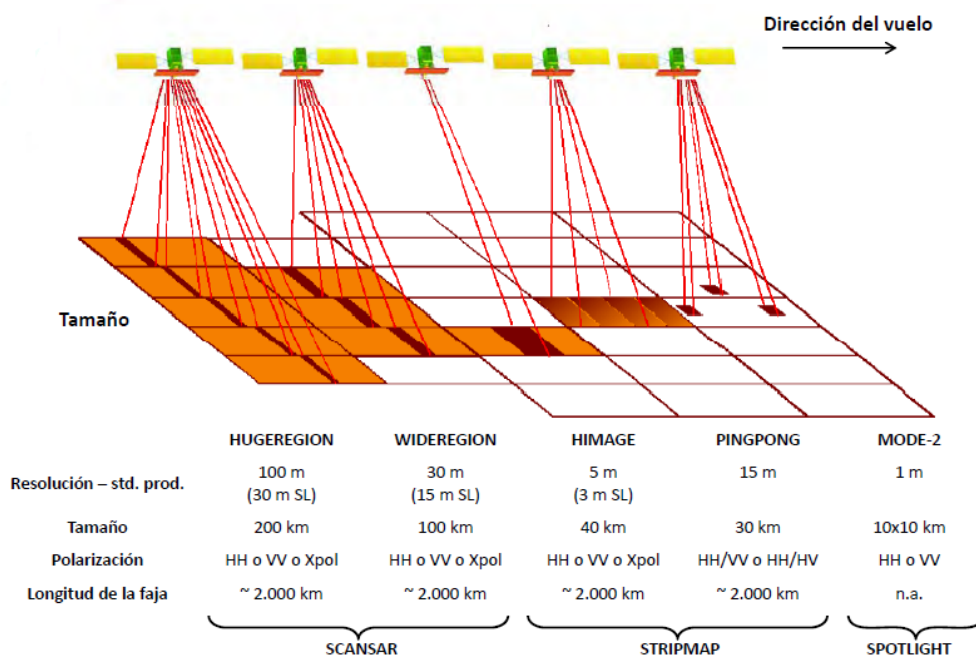 Dirección del vuelo
Tamaño
HUGEREGION WIDEREGION HIMAGE PINGPONG MODE-2
Resolución – std. prod. 100 m 30 m 5 m 15 m 1 m
(30 m SL) (15 m SL) (3 m SL)
Tamaño 200 km 100 km 40 km 30 km 10x10 km
Polarización HH o VV o Xpol HH o VV o Xpol HH o VV o Xpol HH/VV o HH/HV HH o VV
Longitud de la faja ~ 2.000 km ~ 2.000 km ~ 2.000 km ~ 2.000 km n.a.
SCANSAR STRIPMAP SPOTLIGHT